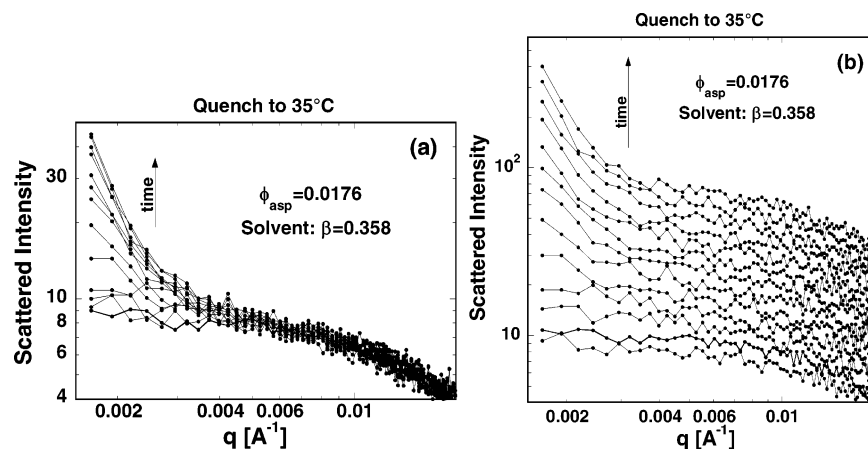 Quench to 35°C
(a)
30
10
8
6
4
time
ϕasp=0.0176
Solvent: β=0.358
Scattered Intensity
0.002
0.004
0.006
0.01
q [A-1]
Quench to 35°C
(b)
10²
10
time
ϕasp=0.0176
Solvent: β=0.358
Scattered Intensity
0.002
0.004
0.006
0.01
q [A-1]